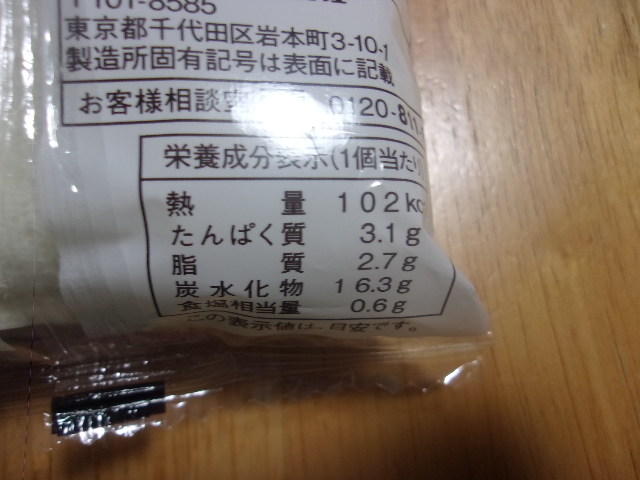 〒101-8585
東京都千代田区岩本町3-10-1
製造所固有記号は表面に記載
お客様相談室 0120-811-
栄養成分表示(1個当たり)
熱量 102kc
たんぱく質 3.1g
脂質 2.7g
炭水化物 16.3g
食塩相当量 0.6g
この表示値は、目安です。